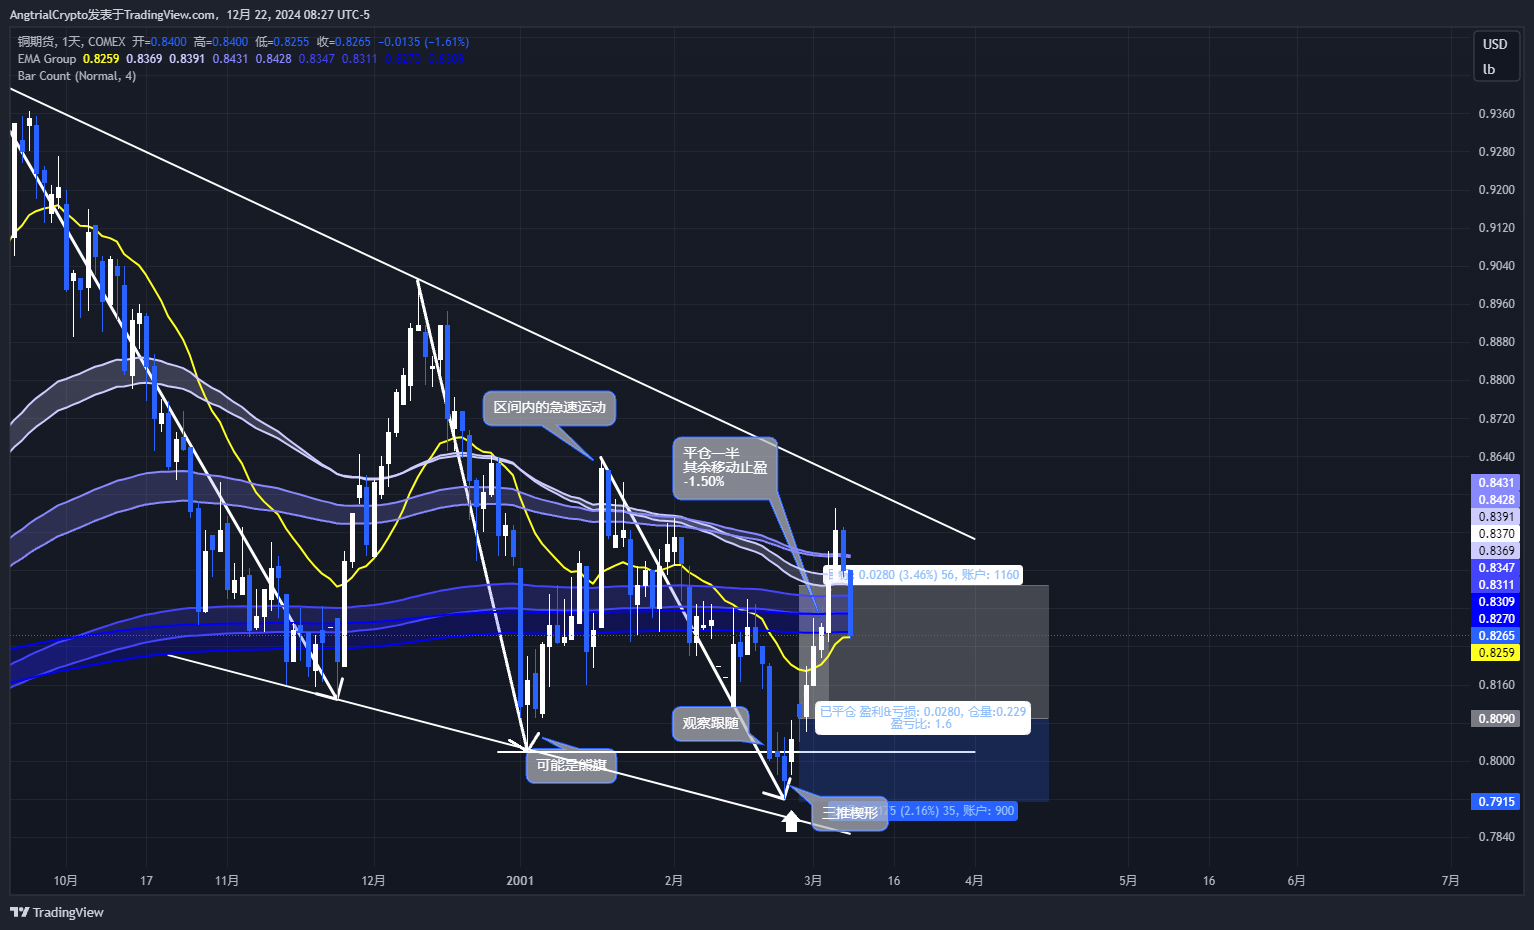 AngtrialCrypto发表于TradingView.com, 12月 22, 2024 08:27 UTC-5
铜期货, 1天, COMEX 开=0.8400 高=0.8400 低=0.8255 收=0.8265 -0.0135 (-1.61%)
EMA Group 0.8259 0.8369 0.8391 0.8431 0.8428 0.8347 0.8311 0.8270 0.8309
Bar Count (Normal, 4)
USD
lb
0.9360
0.9280
0.9200
0.9120
0.9040
0.8960
0.8880
0.8800
0.8720
0.8640
0.8431
0.8428
0.8391
0.8370
0.8369
0.8347
0.8311
0.8309
0.8270
0.8265
0.8259
0.8160
0.8090
0.8000
0.7915
0.7840
区间内的急速运动
平仓一半
其余移动止盈
-1.50%
0.0280 (3.46%) 56, 账户: 1160
已平仓 盈利&亏损: 0.0280, 仓量:0.229
盈亏比: 1.6
观察跟随
可能是熊旗
三推楔形
175 (2.16%) 35, 账户: 900
10月
17
11月
12月
2001
2月
3月
16
4月
5月
16
6月
7月
TradingView